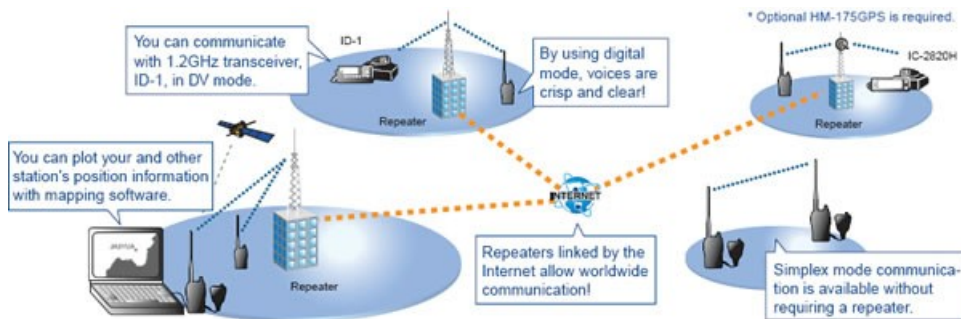 You can communicate
with 1.2GHz transceiver,
ID-1, in DV mode.
ID-1
Repeater
By using digital
mode, voices are
crisp and clear!
* Optional HM-175GPS is required.
IC-2820H
Repeater
You can plot your and other
station's position information
with mapping software.
Repeater
INTERNET
Repeaters linked by the
Internet allow worldwide
communication!
Simplex mode communica-
tion is available without
requiring a repeater.